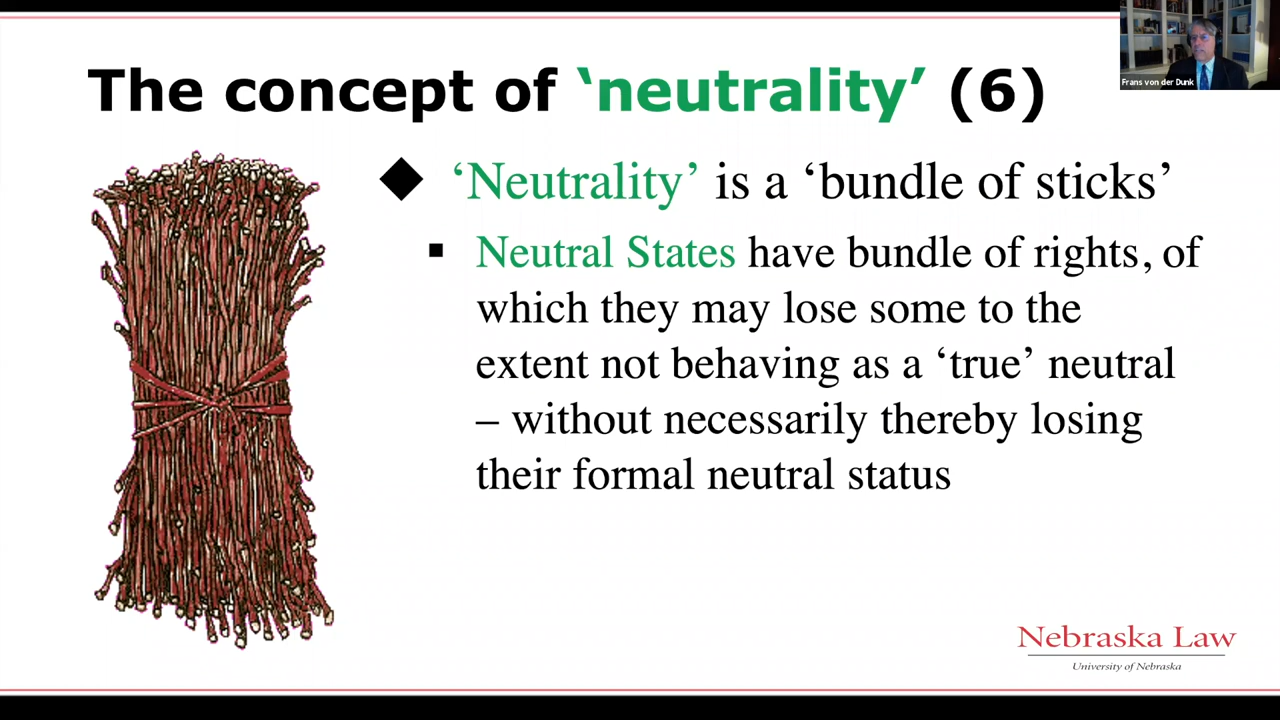 The concept of ‘neutrality’ (6)
Frans von der Dunk
‘Neutrality’ is a ‘bundle of sticks’
Neutral States have bundle of rights, of
which they may lose some to the
extent not behaving as a ‘true’ neutral
– without necessarily thereby losing
their formal neutral status
Nebraska Law
University of Nebraska